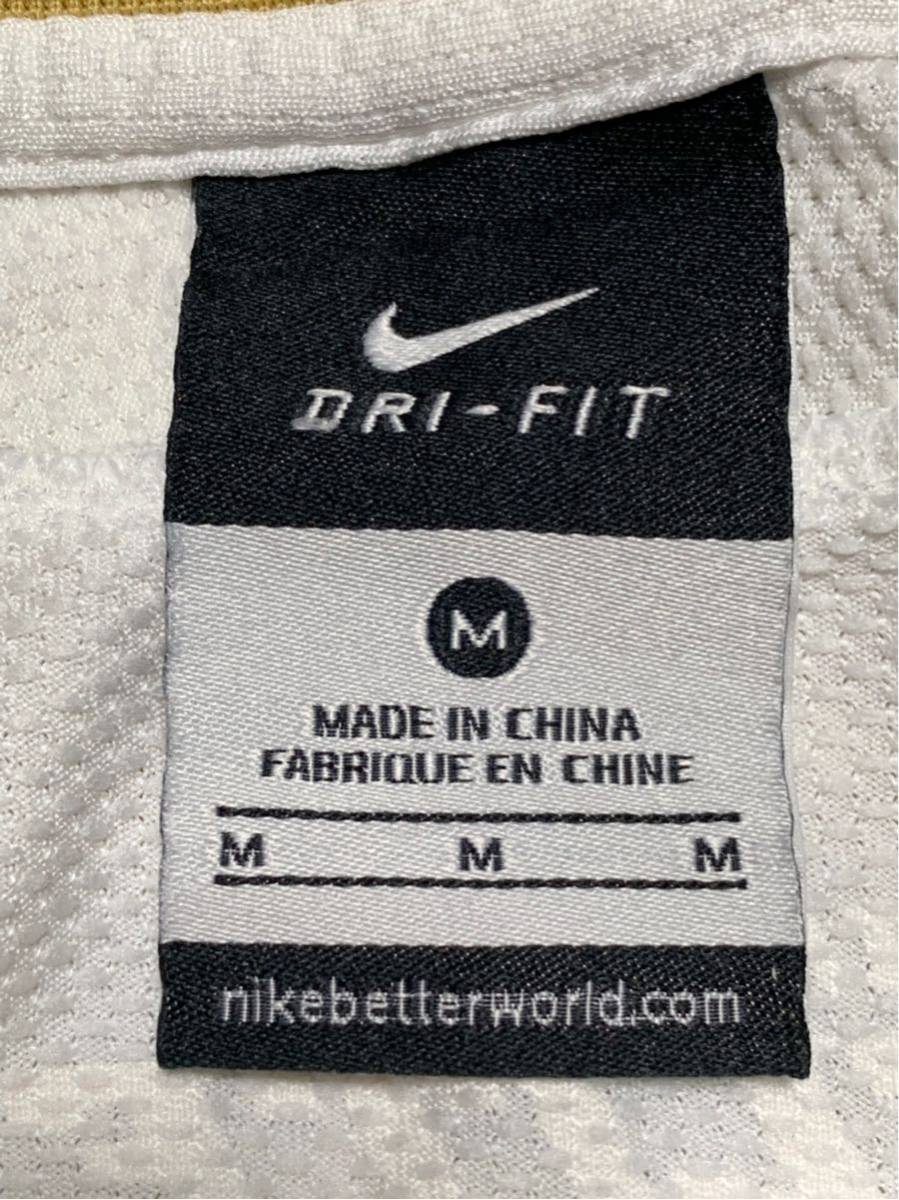 DRI-FIT
M
MADE IN CHINA
FABRIQUE EN CHINE
M M M
nikebetterworld.com